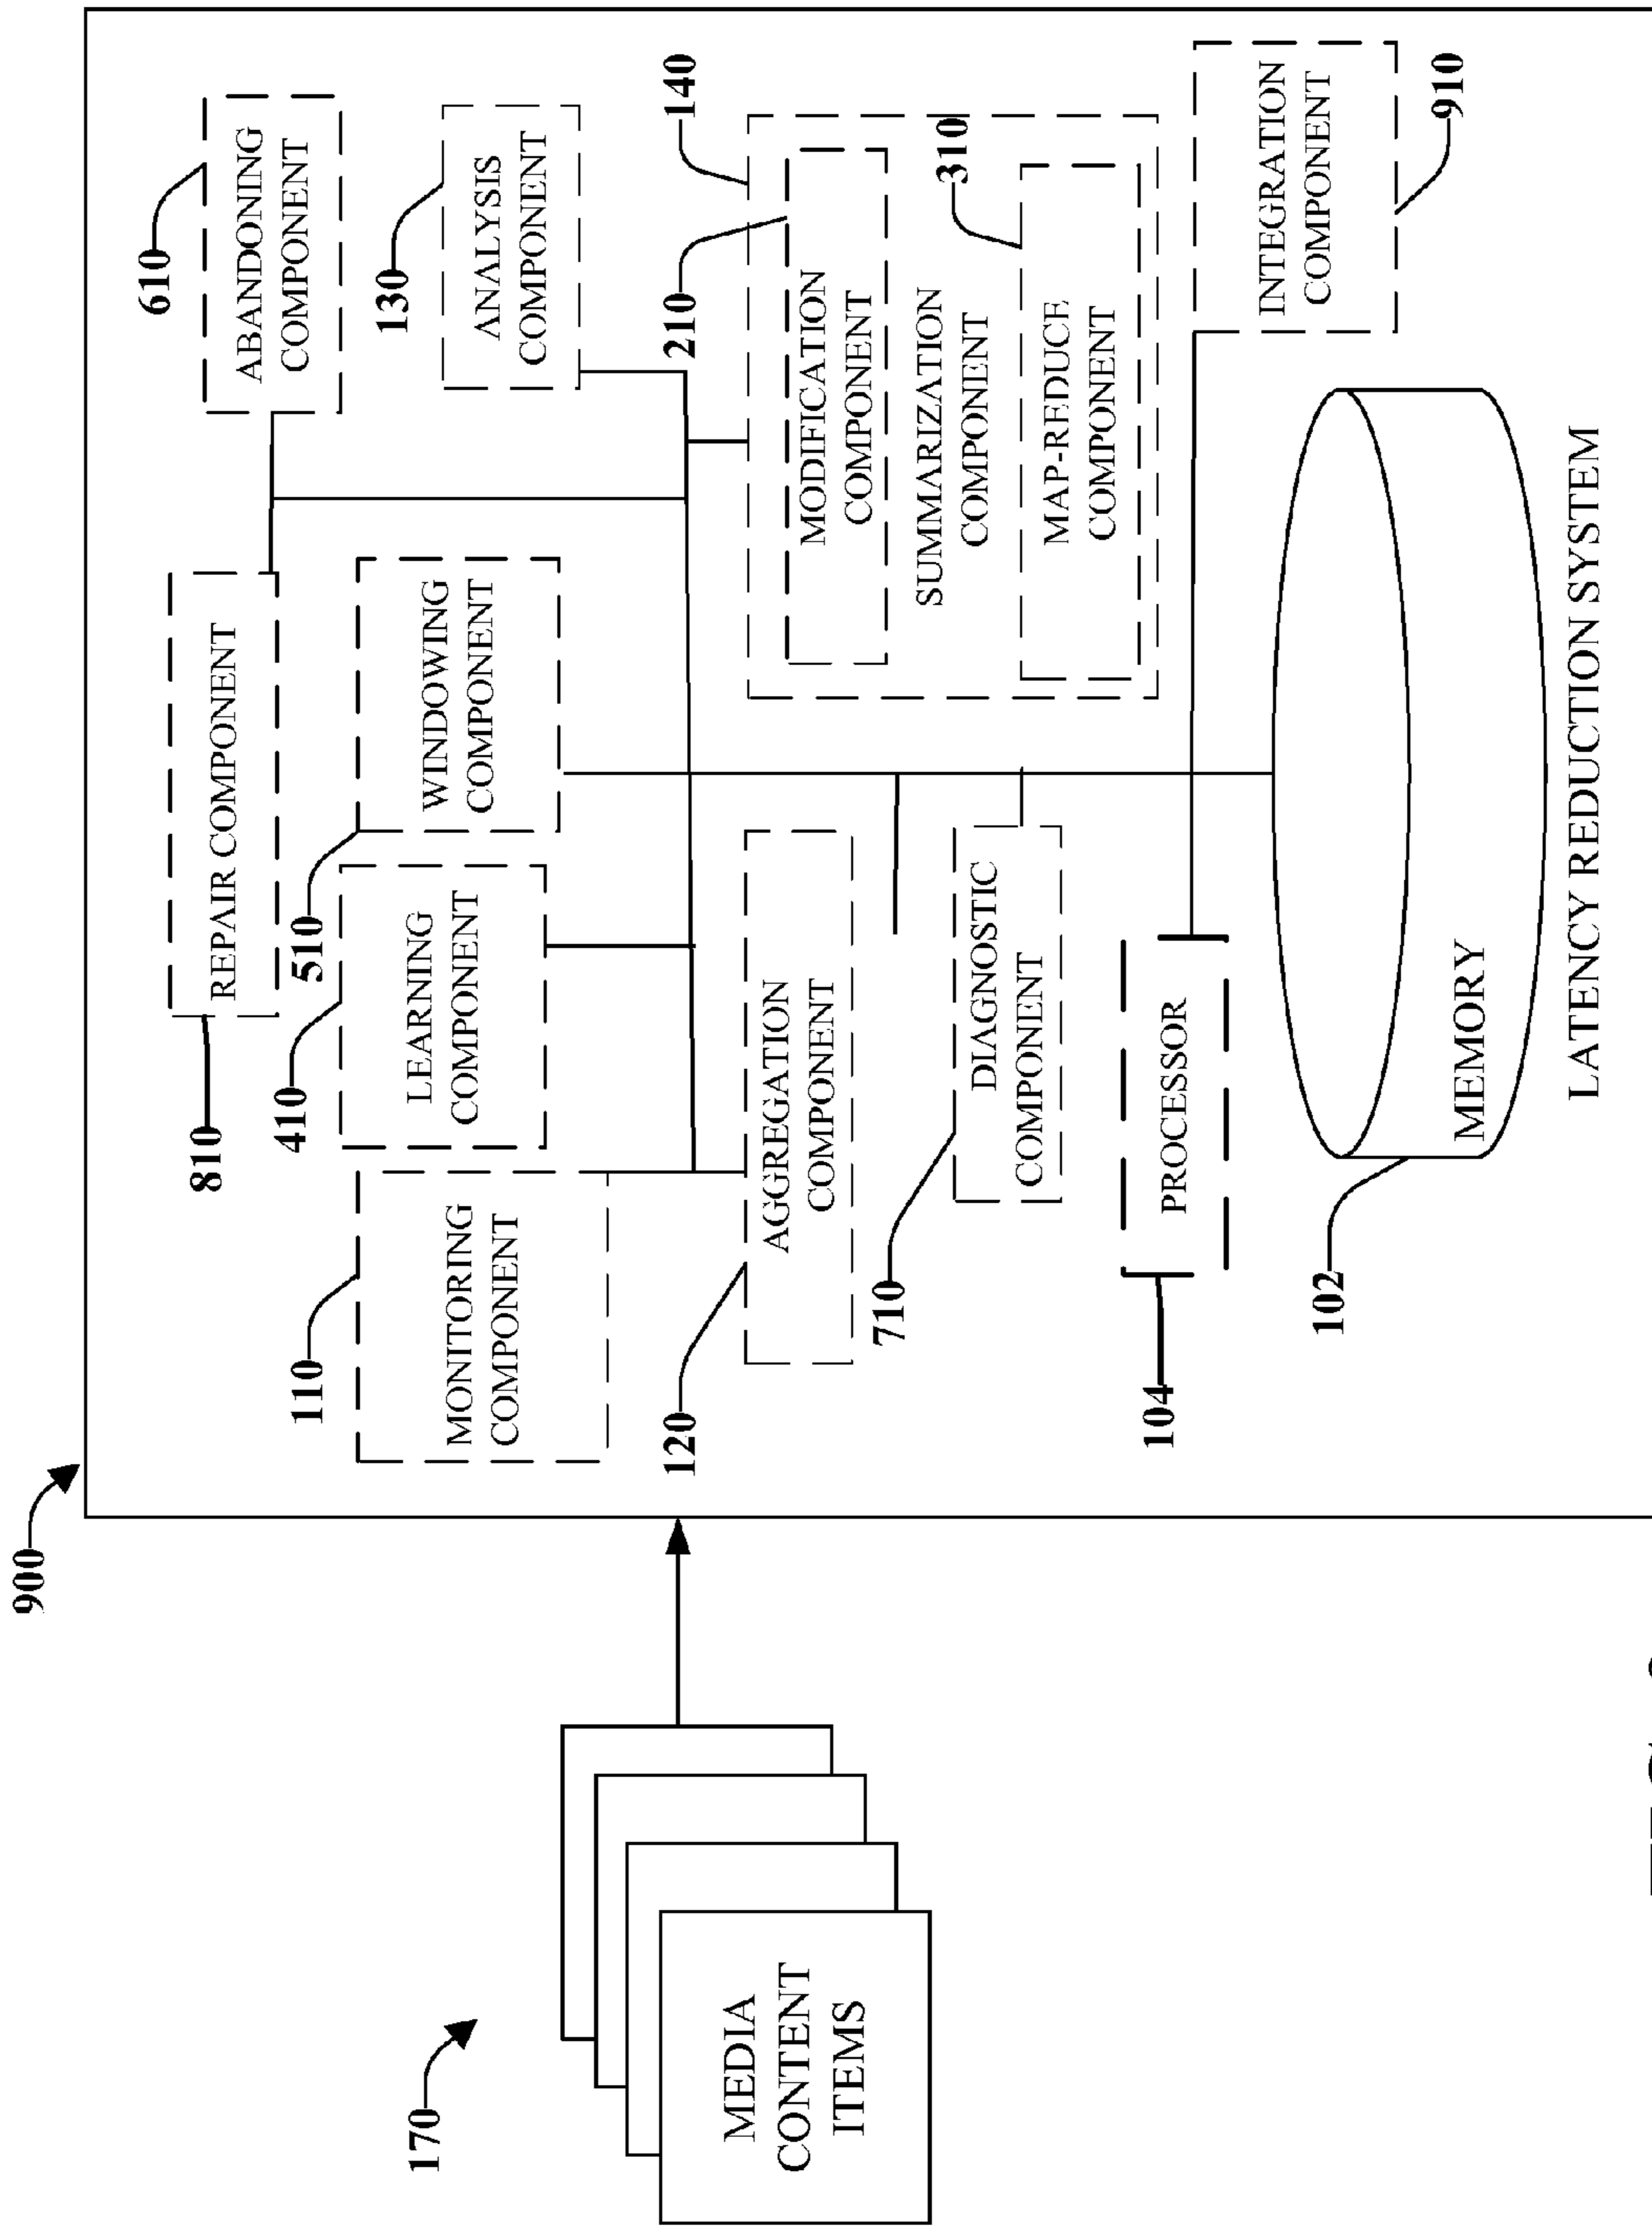 900
170
MEDIA
CONTENT
ITEMS
810
REPAIR COMPONENT
610
ABANDONING
COMPONENT
110
MONITORING
COMPONENT
410
LEARNING
COMPONENT
510
WINDOWING
COMPONENT
130
ANALYSIS
COMPONENT
120
AGGREGATION
COMPONENT
210
140
MODIFICATION
COMPONENT
SUMMARIZATION
COMPONENT
310
MAP-REDUCE
COMPONENT
710
DIAGNOSTIC
COMPONENT
104
PROCESSOR
INTEGRATION
COMPONENT
910
102
MEMORY
LATENCY REDUCTION SYSTEM